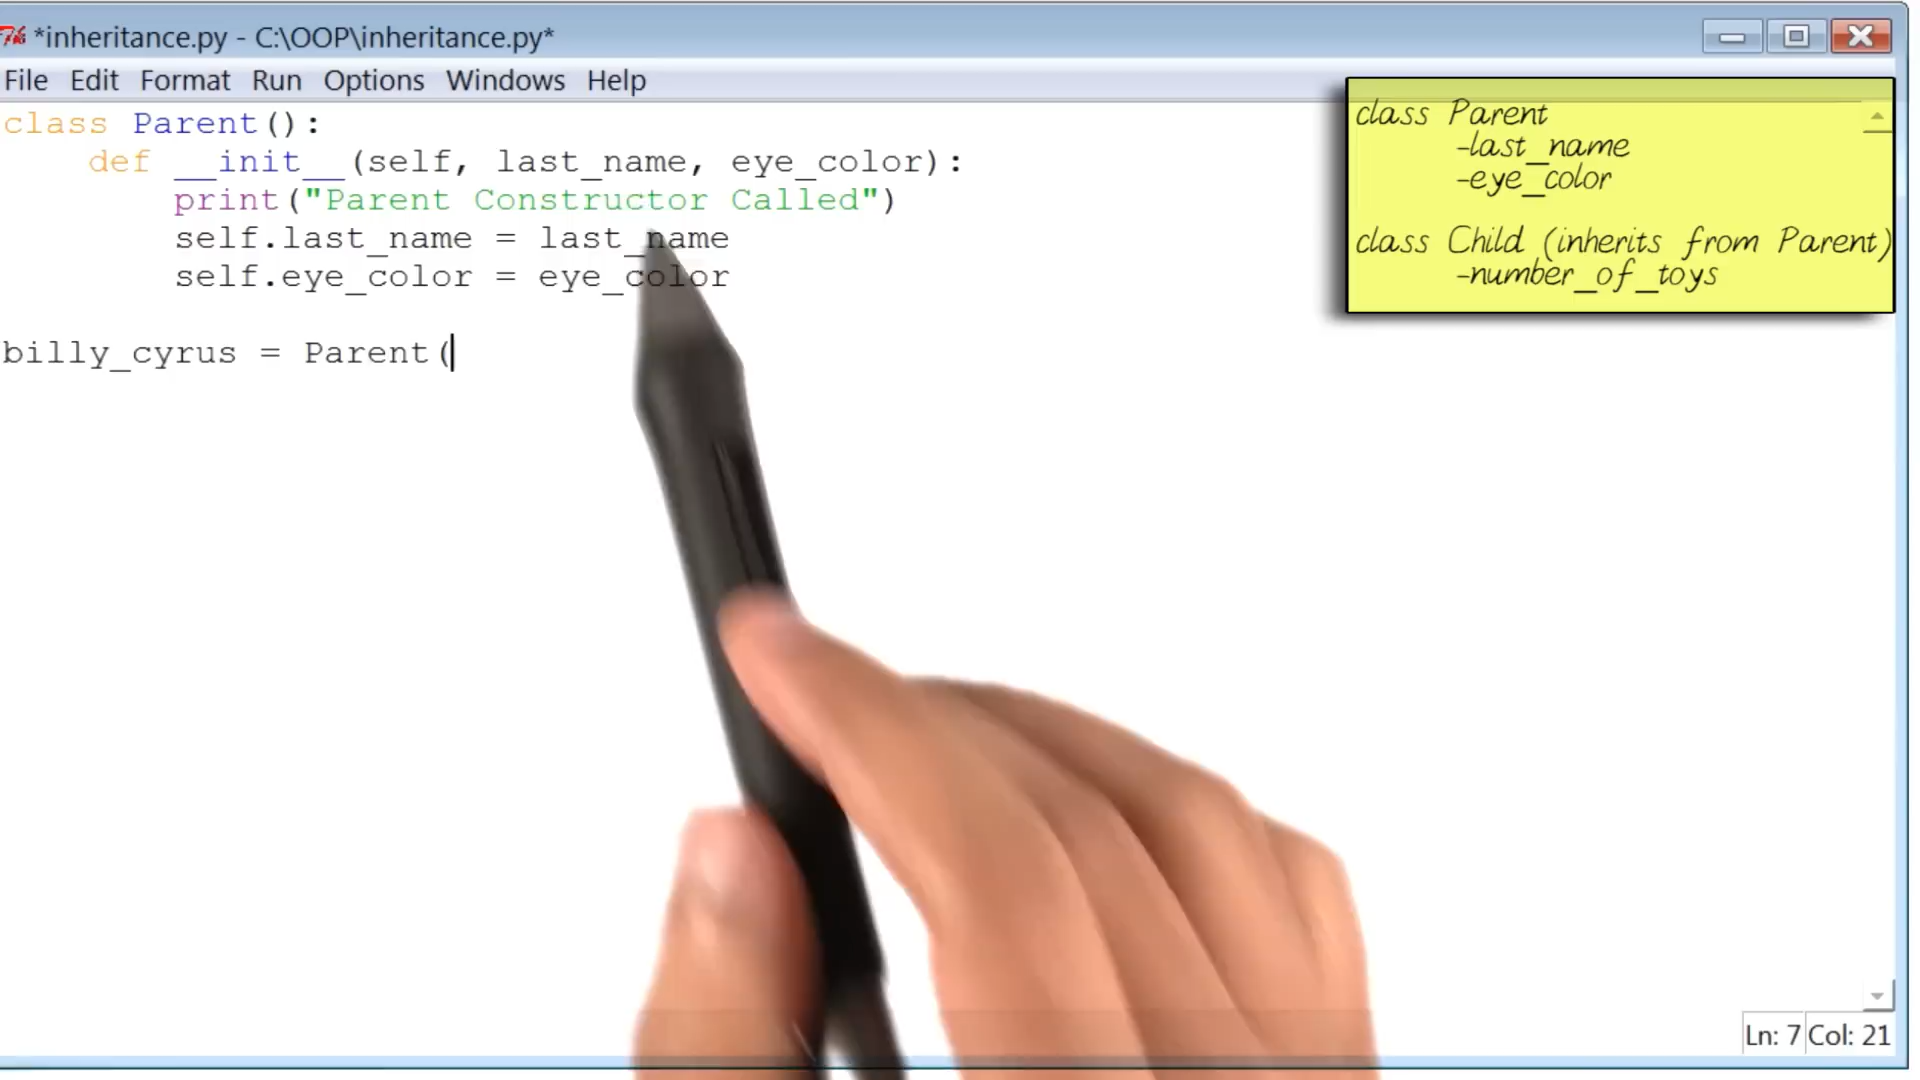 *inheritance.py - C:\OOP\inheritance.py*
File Edit Format Run Options Windows Help
class Parent():
    def __init__(self, last_name, eye_color):
        print("Parent Constructor Called")
        self.last_name = last_name
        self.eye_color = eye_color
billy_cyrus = Parent(
class Parent
-last_name
-eye_color
class Child (inherits from Parent)
-number_of_toys
Ln: 7 Col: 21